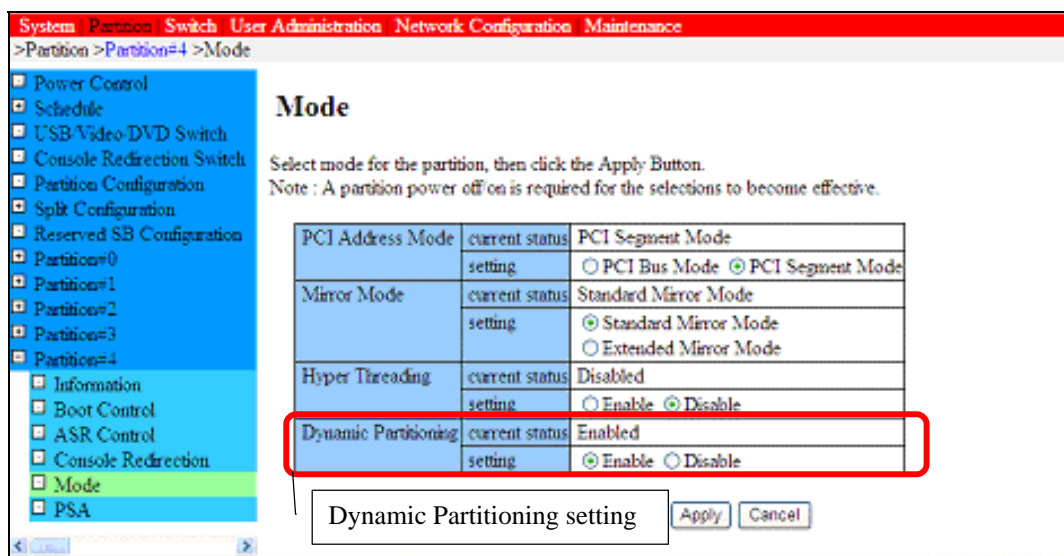 System Partition Switch User Administration Network Configuration Maintenance
>Partition >Partition#4 >Mode
Power Control
Schedule
USB/Video/DVD Switch
Console Redirection Switch
Partition Configuration
Split Configuration
Reserved SB Configuration
Partition#0
Partition#1
Partition#2
Partition#3
Partition#4
Information
Boot Control
ASR Control
Console Redirection
Mode
PSA
Mode
Select mode for the partition, then click the Apply Button.
Note : A partition power off/on is required for the selections to become effective.
PCI Address Mode current status PCI Segment Mode
setting PCI Bus Mode PCI Segment Mode
Mirror Mode current status Standard Mirror Mode
setting Standard Mirror Mode
Extended Mirror Mode
Hyper Threading current status Disabled
setting Enable Disable
Dynamic Partitioning current status Enabled
setting Enable Disable
Dynamic Partitioning setting
Apply Cancel